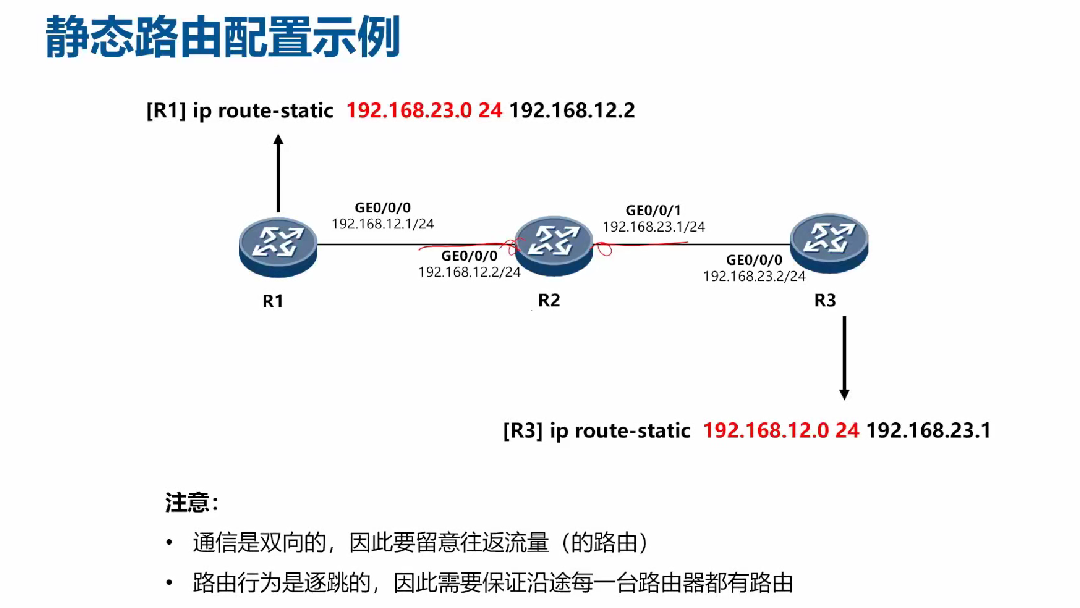 静态路由配置示例
[R1] ip route-static 192.168.23.0 24 192.168.12.2
GE0/0/0
192.168.12.1/24
GE0/0/1
192.168.23.1/24
GE0/0/0
192.168.12.2/24
GE0/0/0
192.168.23.2/24
R1
R2
R3
[R3] ip route-static 192.168.12.0 24 192.168.23.1
注意：
• 通信是双向的，因此要留意往返流量（的路由）
• 路由行为是逐跳的，因此需要保证沿途每一台路由器都有路由